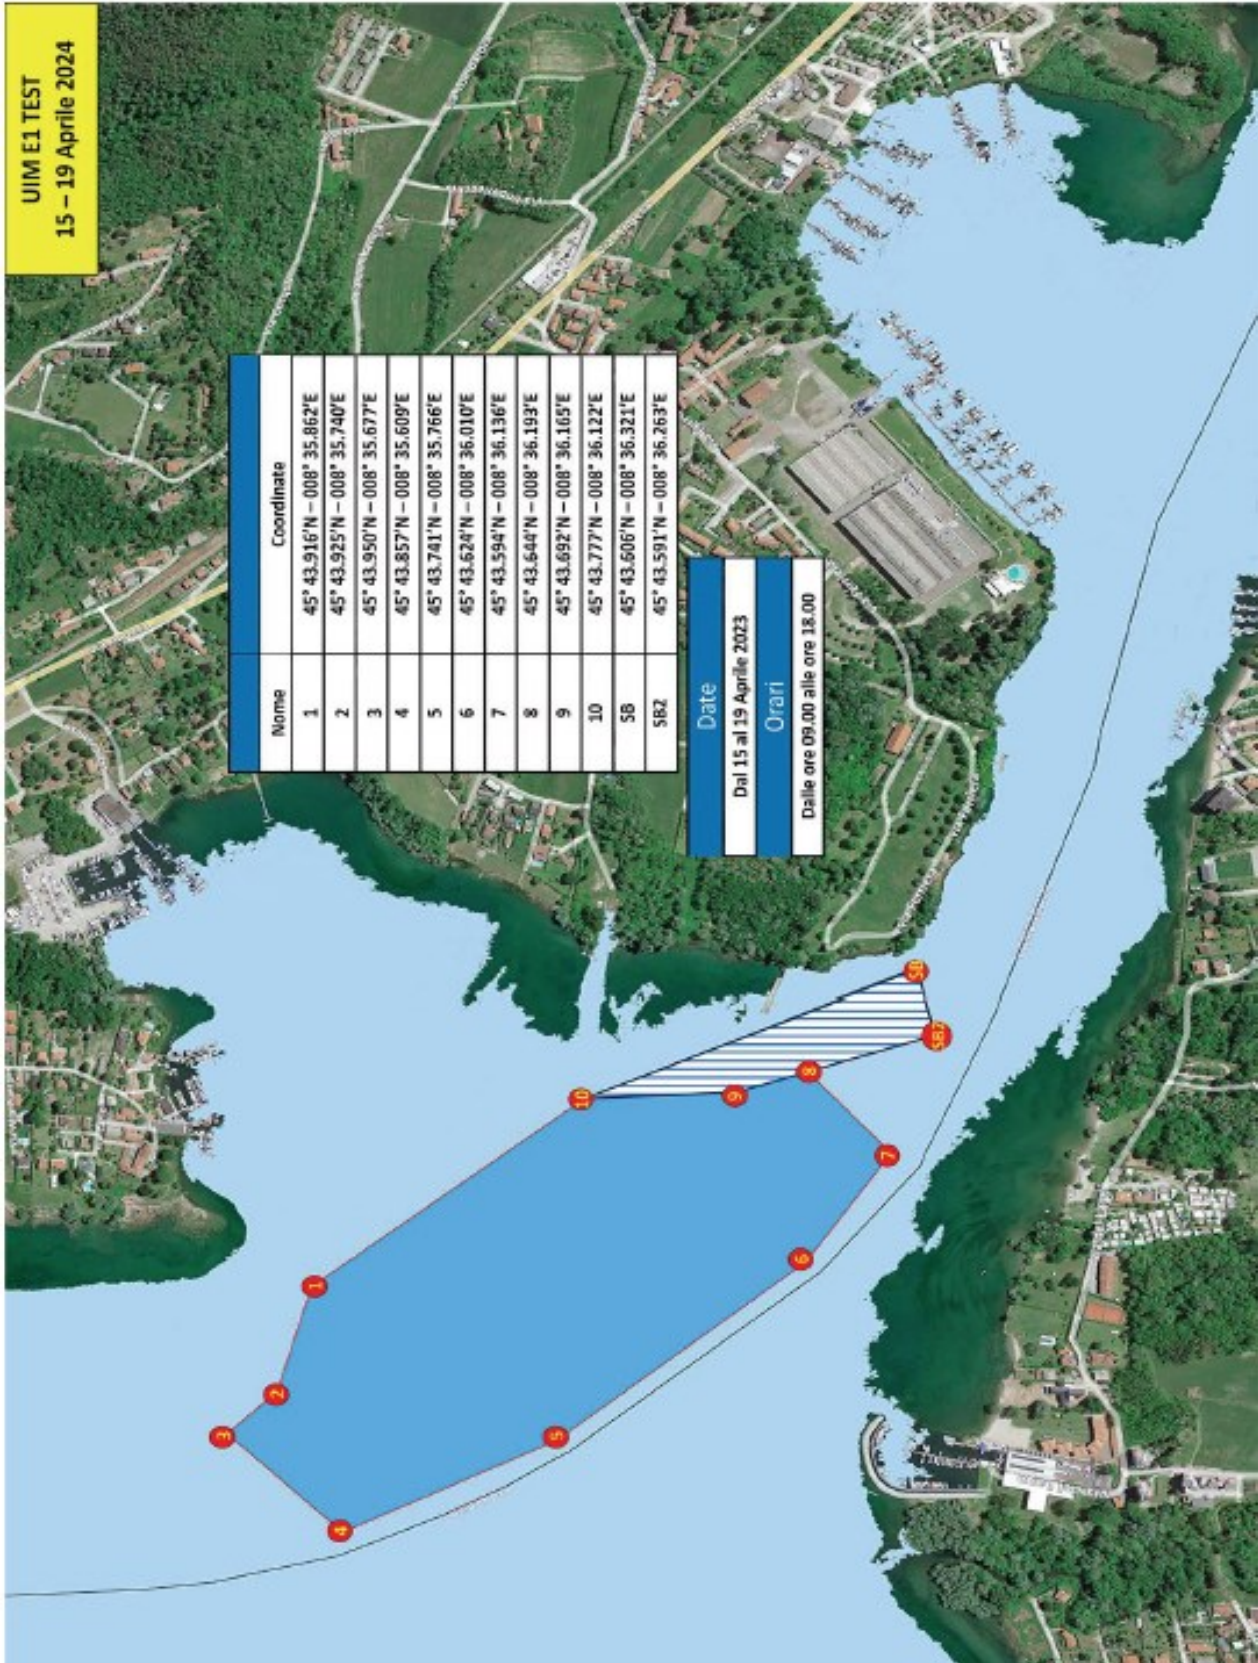 UIM E1 TEST
15 – 19 Aprile 2024
Nome Coordinate
1 45° 43.916'N – 008° 35.862'E
2 45° 43.925'N – 008° 35.740'E
3 45° 43.950'N – 008° 35.677'E
4 45° 43.857'N – 008° 35.609'E
5 45° 43.741'N – 008° 35.766'E
6 45° 43.624'N – 008° 36.010'E
7 45° 43.594'N – 008° 36.136'E
8 45° 43.644'N – 008° 36.193'E
9 45° 43.692'N – 008° 36.165'E
10 45° 43.777'N – 008° 36.122'E
SB 45° 43.606'N – 008° 36.321'E
SB2 45° 43.591'N – 008° 36.263'E
Date
Dal 15 al 19 Aprile 2023
Orari
Dalle ore 09.00 alle ore 18.00
3
4
2
1
5
10
6
9
8
7
SB
SB2